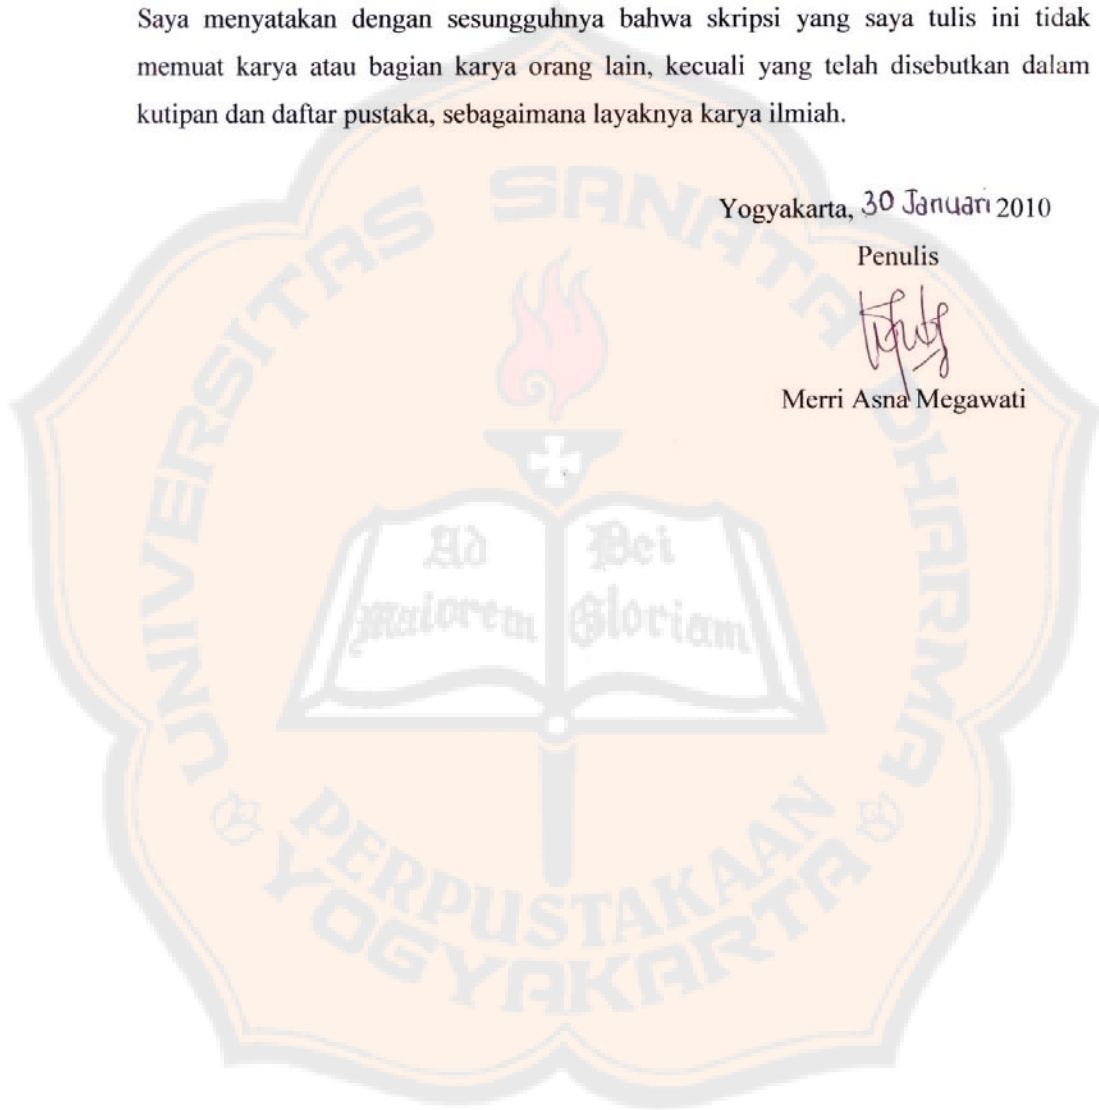 Saya menyatakan dengan sesungguhnya bahwa skripsi yang saya tulis ini tidak
memuat karya atau bagian karya orang lain, kecuali yang telah disebutkan dalam
kutipan dan daftar pustaka, sebagaimana layaknya karya ilmiah.
Yogyakarta, 30 Januari 2010
Penulis
Merri Asna Megawati
UNIVERSITAS SANATA DHARMA
Ad Dei
maiorem Gloriam
PERPUSTAKAAN
YOGYAKARTA